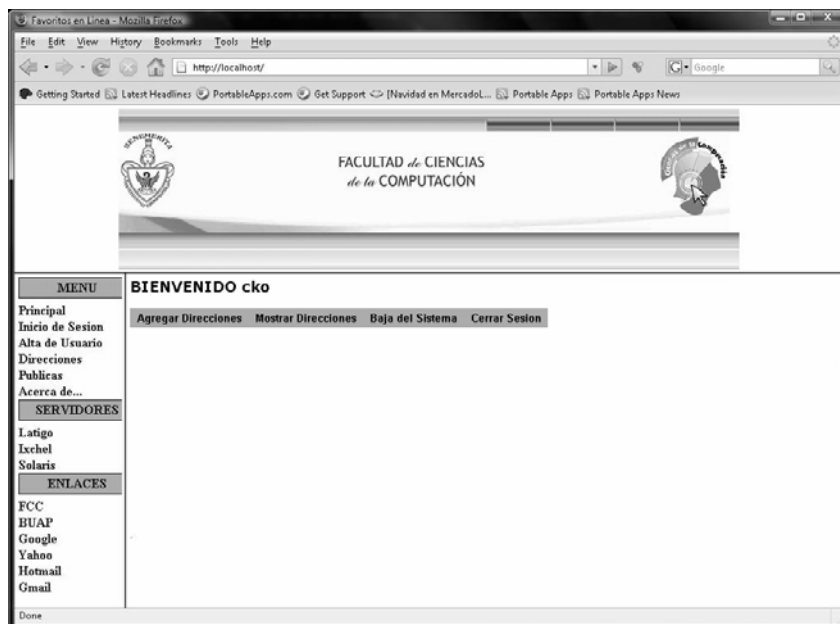 Favoritos en Linea - Mozilla Firefox
File Edit View History Bookmarks Tools Help
http://localhost/
G Google
Getting Started Latest Headlines PortableApps.com Get Support [Navidad en MercadoL... Portable Apps Portable Apps News
BENEMERITA
FACULTAD de CIENCIAS
de la COMPUTACIÓN
MENU
Principal
Inicio de Sesion
Alta de Usuario
Direcciones
Publicas
Acerca de...
SERVIDORES
Latigo
Ixchel
Solaris
ENLACES
FCC
BUAP
Google
Yahoo
Hotmail
Gmail
BIENVENIDO cko
Agregar Direcciones Mostrar Direcciones Baja del Sistema Cerrar Sesion
Done